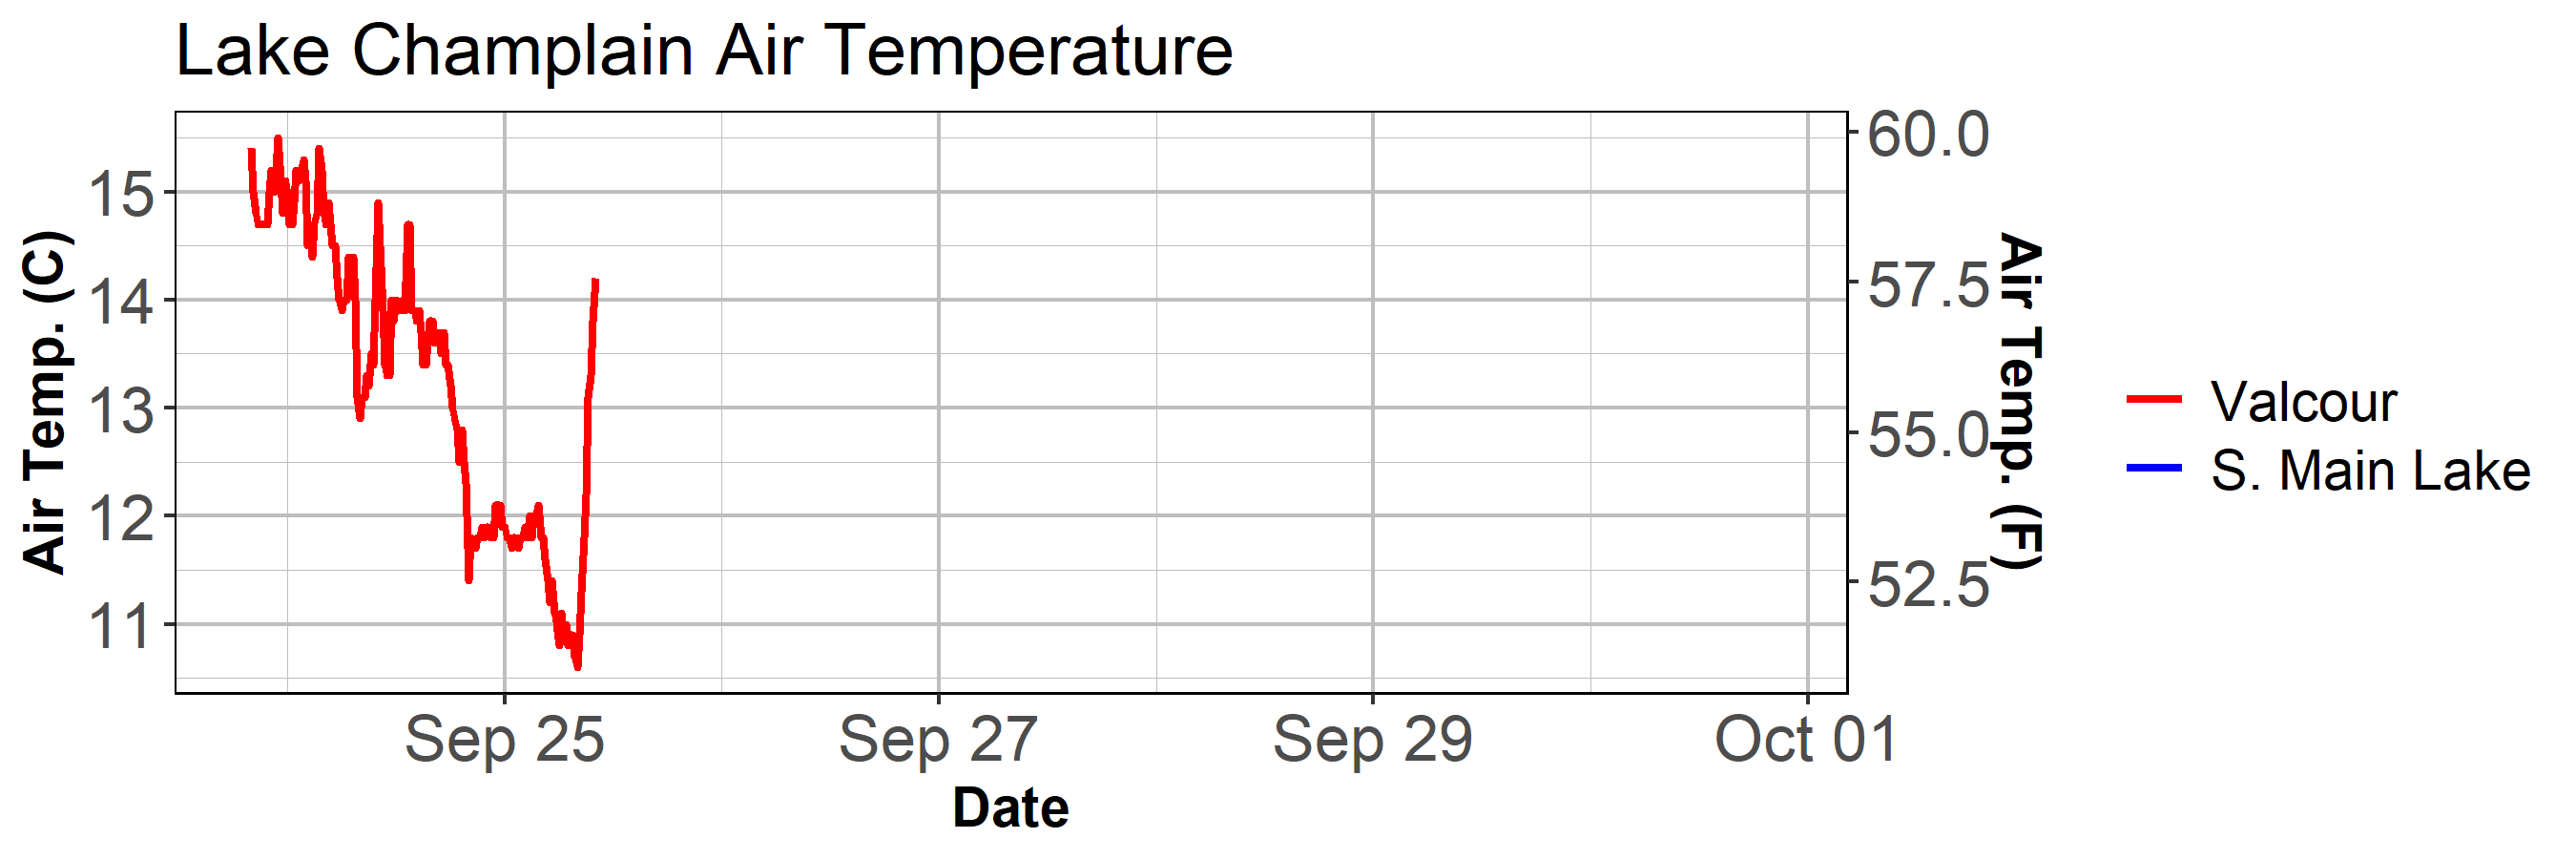 Lake Champlain Air Temperature
Air Temp. (C)
15
14
13
12
11
60.0
57.5
55.0
52.5
Air Temp. (F)
Sep 25
Sep 27
Sep 29
Oct 01
Date
Valcour
S. Main Lake